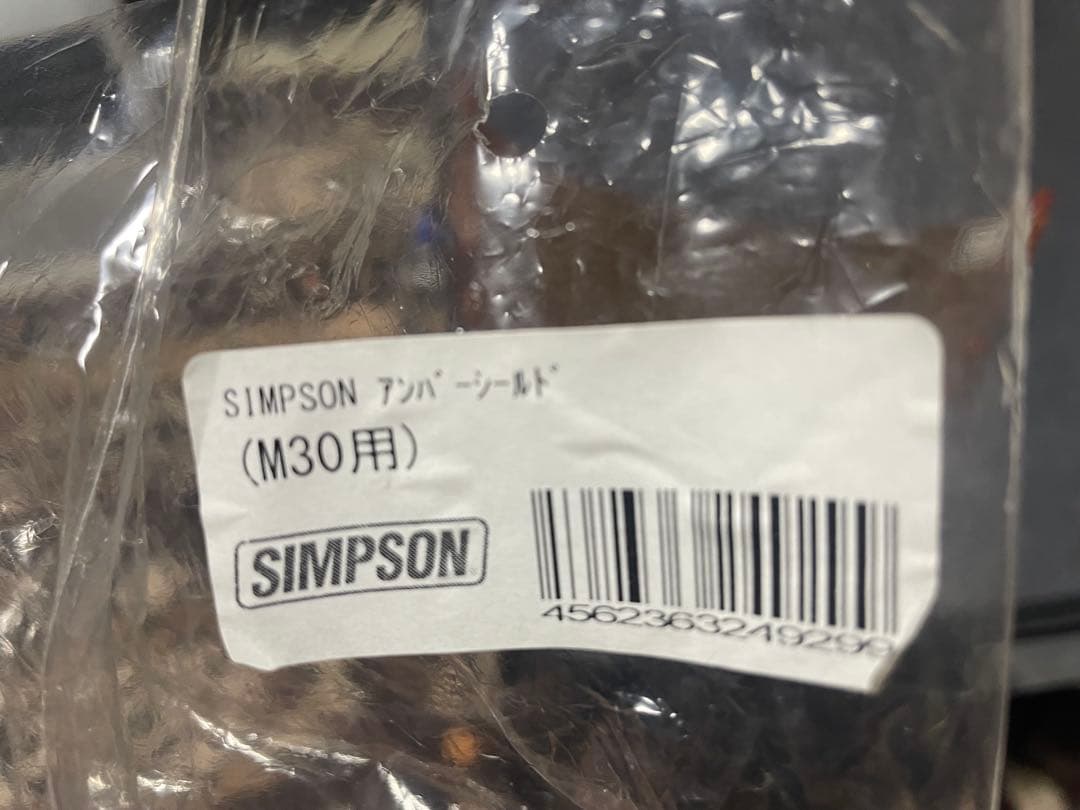 SIMPSON ｱﾝﾊﾞｰｼｰﾙﾄﾞ
(M30用)
SIMPSON
4562363249299